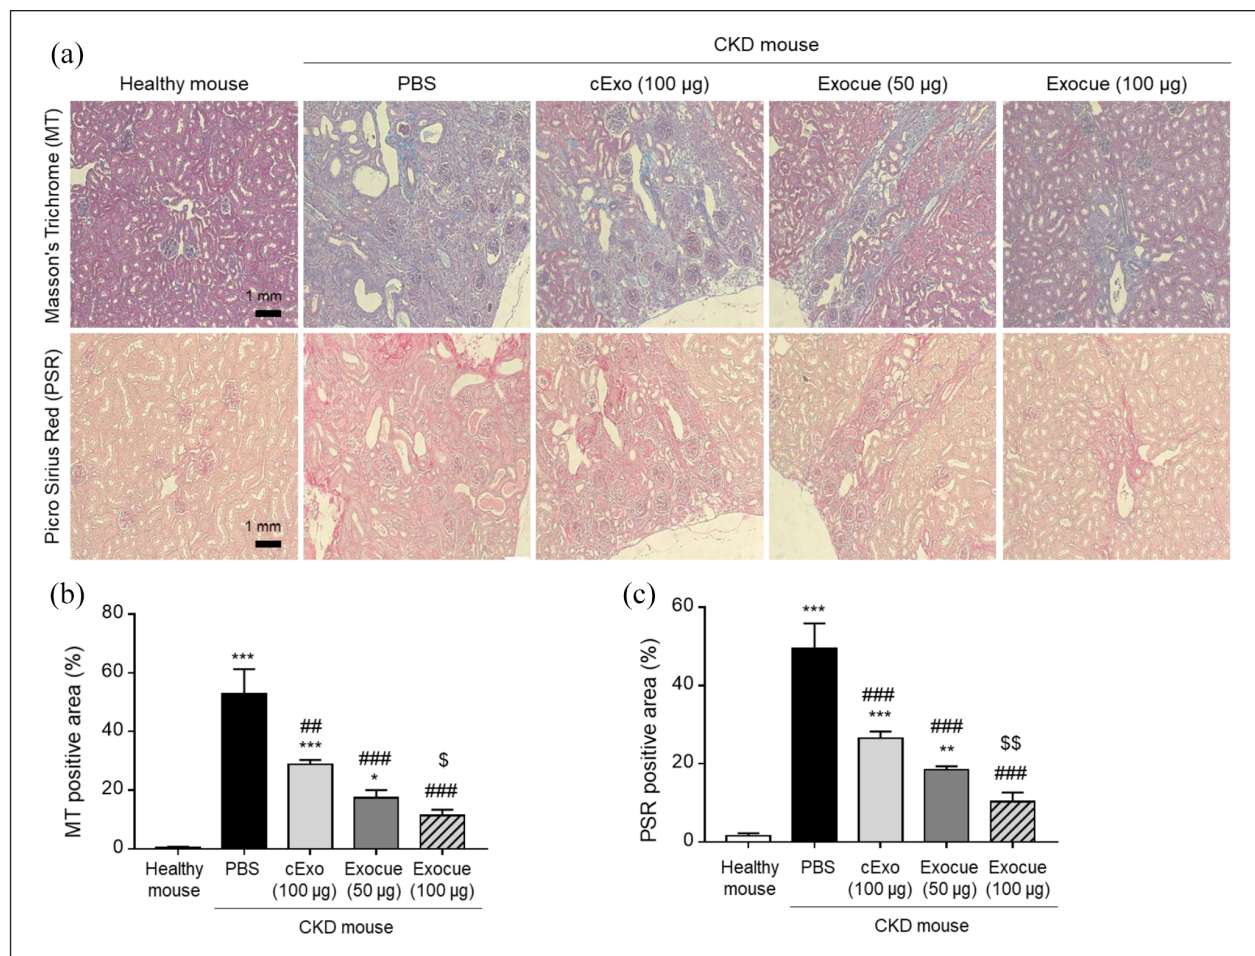 (a)
CKD mouse
Healthy mouse
PBS
cExo (100 µg)
Exocue (50 µg)
Exocue (100 µg)
Masson's Trichrome (MT)
1 mm
Picro Sirius Red (PSR)
1 mm
(b)
MT positive area (%)
80
60
40
20
0
***
##
***
###
*
$
###
Healthy
mouse
PBS
cExo
(100 µg)
Exocue
(50 µg)
Exocue
(100 µg)
CKD mouse
(c)
PSR positive area (%)
60
40
20
0
***
###
***
###
**
$$
###
Healthy
mouse
PBS
cExo
(100 µg)
Exocue
(50 µg)
Exocue
(100 µg)
CKD mouse